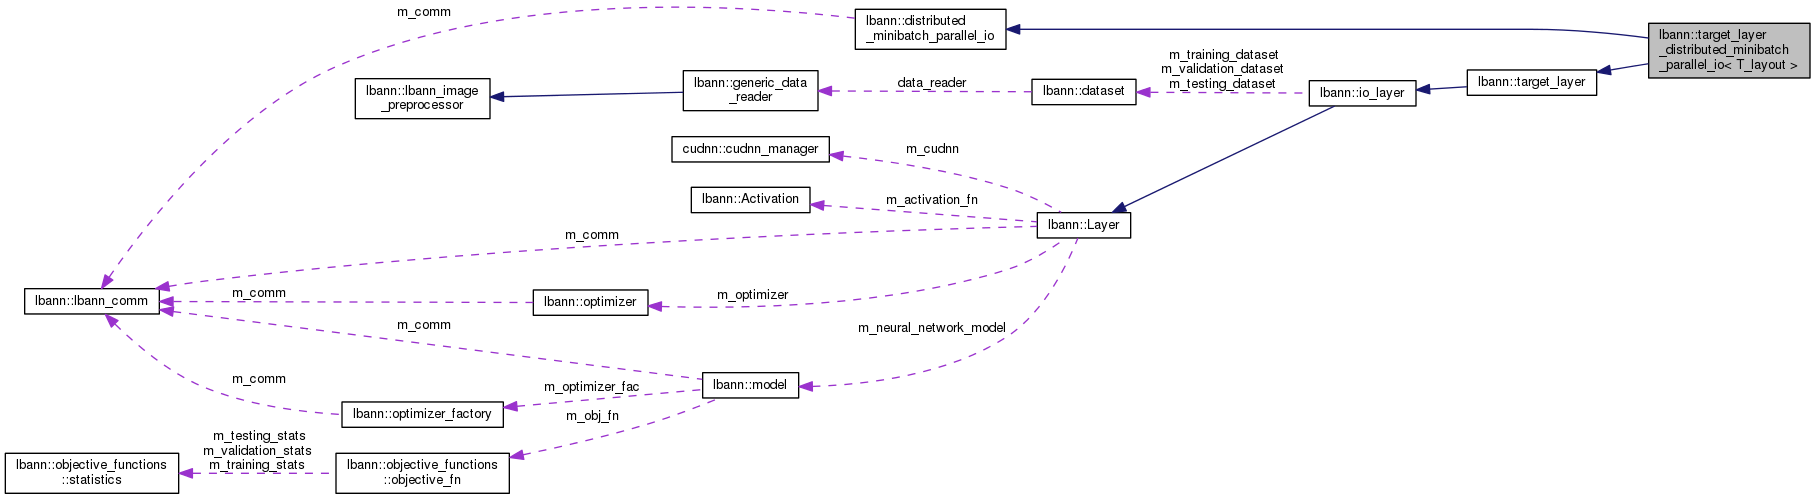 m_comm
lbann::distributed
_minibatch_parallel_io
lbann::target_layer
_distributed_minibatch
_parallel_io< T_layout >
m_training_dataset
m_validation_dataset
m_testing_dataset
lbann::lbann_image
_preprocessor
lbann::generic_data
_reader
data_reader
lbann::dataset
lbann::io_layer
lbann::target_layer
cudnn::cudnn_manager
m_cudnn
lbann::Activation
m_activation_fn
lbann::Layer
m_comm
lbann::lbann_comm
m_comm
lbann::optimizer
m_optimizer
m_comm
m_neural_network_model
m_comm
lbann::model
m_optimizer_fac
lbann::optimizer_factory
m_obj_fn
m_testing_stats
m_validation_stats
m_training_stats
lbann::objective_functions
::statistics
lbann::objective_functions
::objective_fn